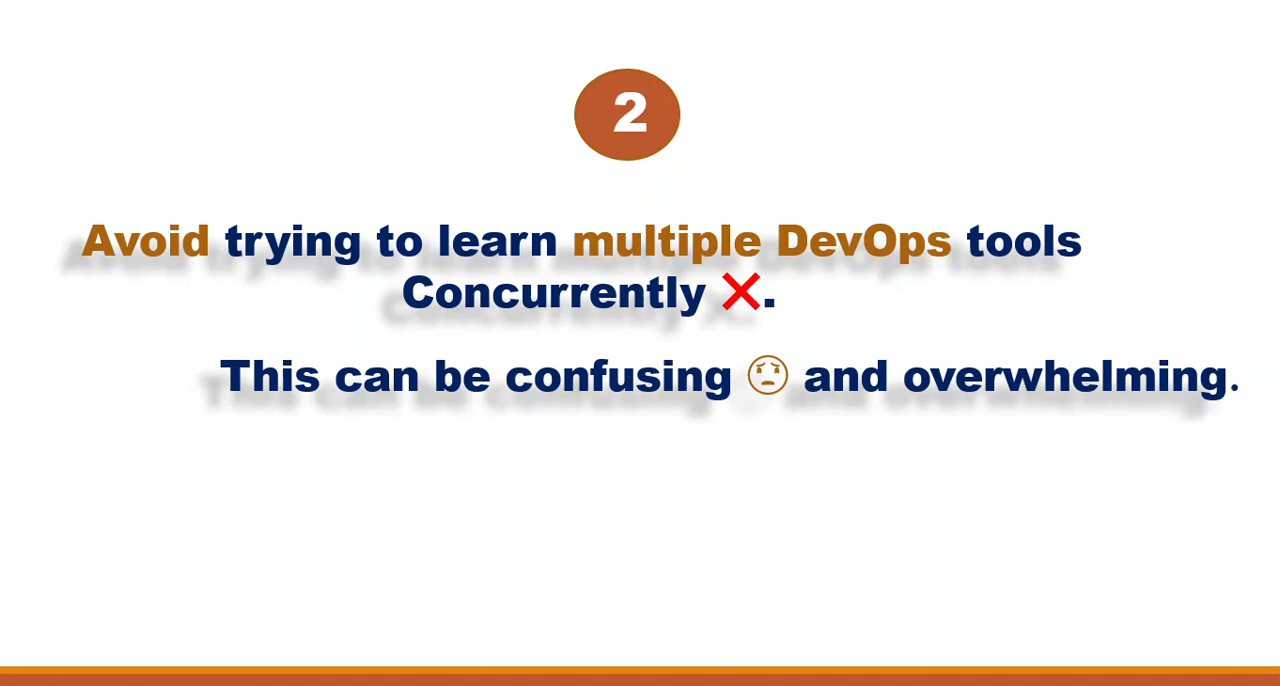 2
Avoid trying to learn multiple DevOps tools
Concurrently ❌.
This can be confusing 😢 and overwhelming.